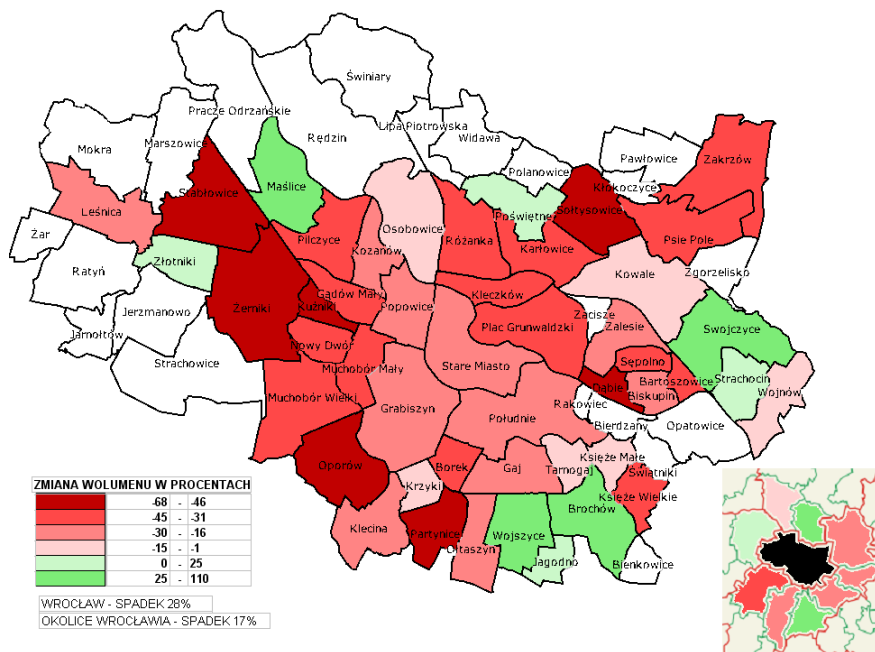 Świniary
Pracze Odrzańskie
Lipa Piotrowska
Rędzin
Widawa
Marszowice
Mokra
Polanowice
Pawłowice
Zakrzów
Kłokoczyce
Maślice
Stabłowice
Leśnica
Poświętne
Sołtysowice
Osobowice
Pilczyce
Różanka
Psie Pole
Żar
Kozanów
Karłowice
Złotniki
Ratyń
Kowale
Zgorzelisko
Gądów Mały
Kleczków
Żerniki
Kuźniki
Popowice
Jerzmanowo
Zacisze
Jarnołtów
Plac Grunwaldzki
Zalesie
Swojczyce
Nowy Dwór
Strachowice
Sępolno
Muchobór Mały
Stare Miasto
Strachocin
Bartoszowice
Dąbie
Wojnów
Biskupin
Muchobór Wielki
Rakowiec
Grabiszyn
Południe
Bierdzany
Opatowice
Księże Małe
Oporów
Borek
Gaj
Tarnogaj
Świątniki
Krzyki
Księże Wielkie
Brochów
Klecina
Partynice
Wojszyce
Ołtaszyn
Jagodno
Bieńkowice
ZMIANA WOLUMENU W PROCENTACH
-68 - -46
-45 - -31
-30 - -16
-15 - -1
0 - 25
25 - 110
WROCŁAW - SPADEK 28%
OKOLICE WROCŁAWIA - SPADEK 17%